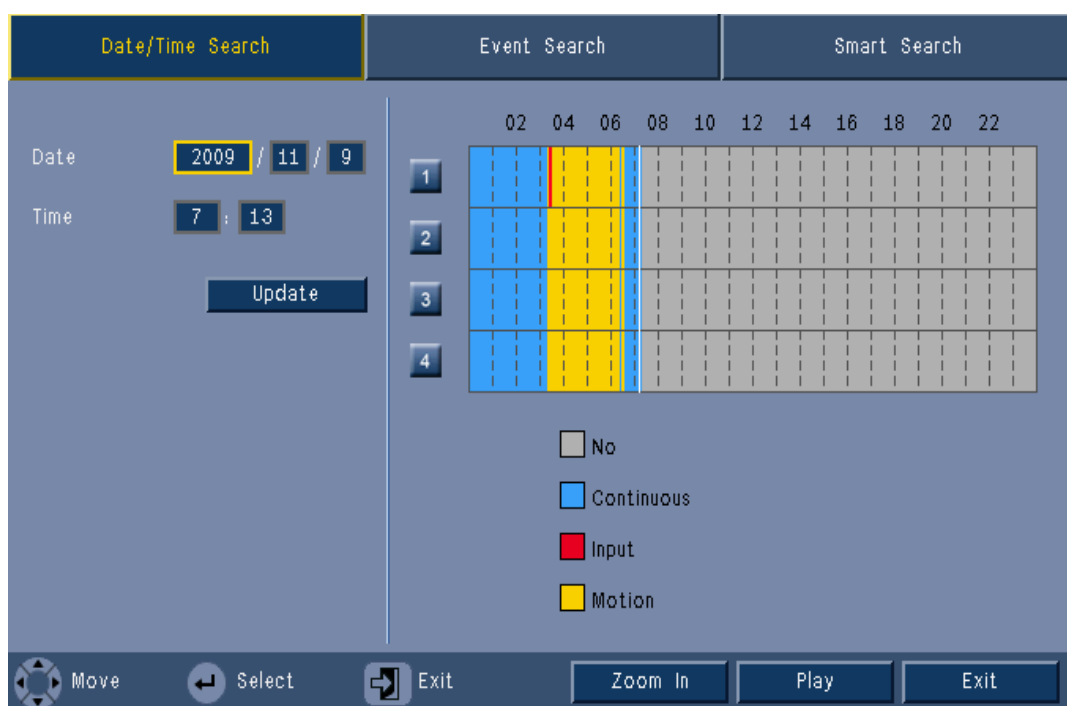 Date/Time Search Event Search Smart Search
02 04 06 08 10 12 14 16 18 20 22
Date 2009 / 11 / 9
1
Time 7 : 13
2
Update
3
4
No
Continuous
Input
Motion
Move Select Exit Zoom In Play Exit